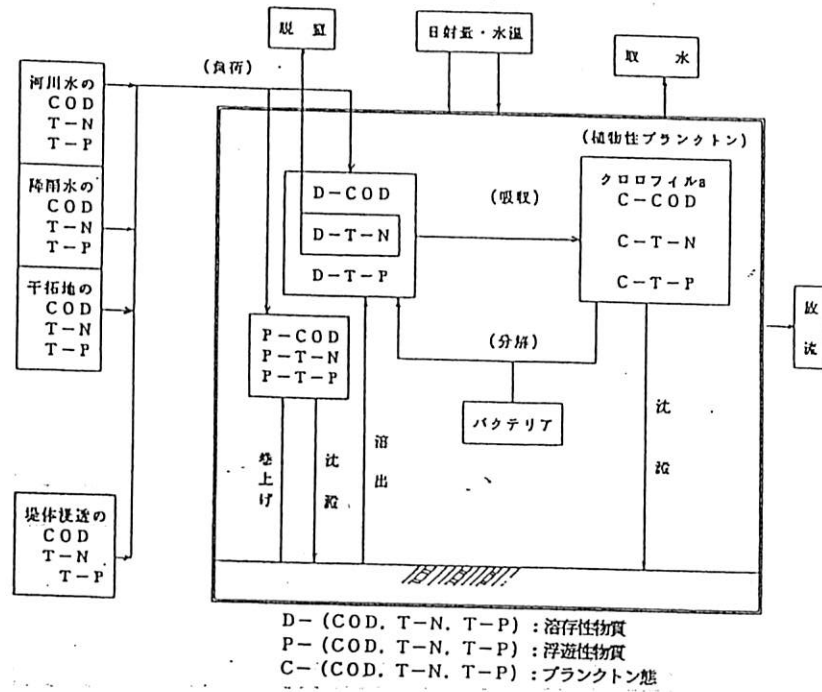 脱窒
日射量・水温
取水
(負荷)
河川水の
COD
T-N
T-P
降雨水の
COD
T-N
T-P
干拓地の
COD
T-N
T-P
堤体浸透の
COD
T-N
T-P
(植物性プランクトン)
D-COD
D-T-N
D-T-P
(吸収)
クロロフィルa
C-COD
C-T-N
C-T-P
P-COD
P-T-N
P-T-P
(分解)
バクテリア
巻上げ
沈澱
溶出
沈澱
放流
D-(COD. T-N. T-P):溶存性物質
P-(COD. T-N. T-P):浮遊性物質
C-(COD. T-N. T-P):プランクトン態